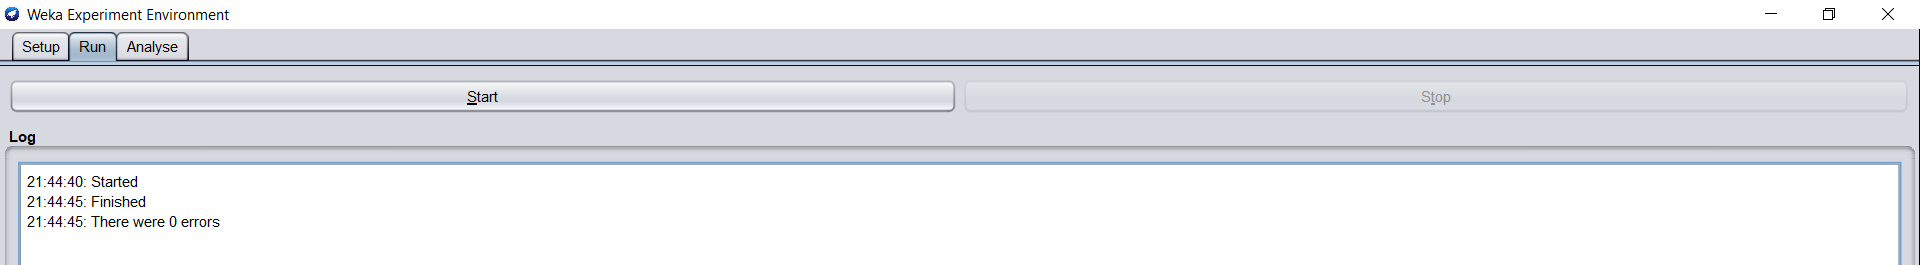 Weka Experiment Environment
Setup Run Analyse
Start Stop
Log
21:44:40: Started
21:44:45: Finished
21:44:45: There were 0 errors